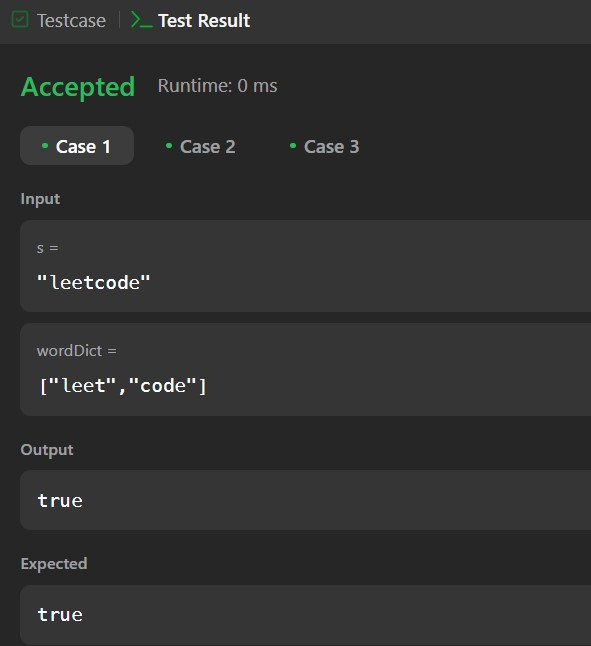 Testcase | >_ Test Result
Accepted Runtime: 0 ms
• Case 1 • Case 2 • Case 3
Input
s =
"leetcode"
wordDict =
["leet","code"]
Output
true
Expected
true